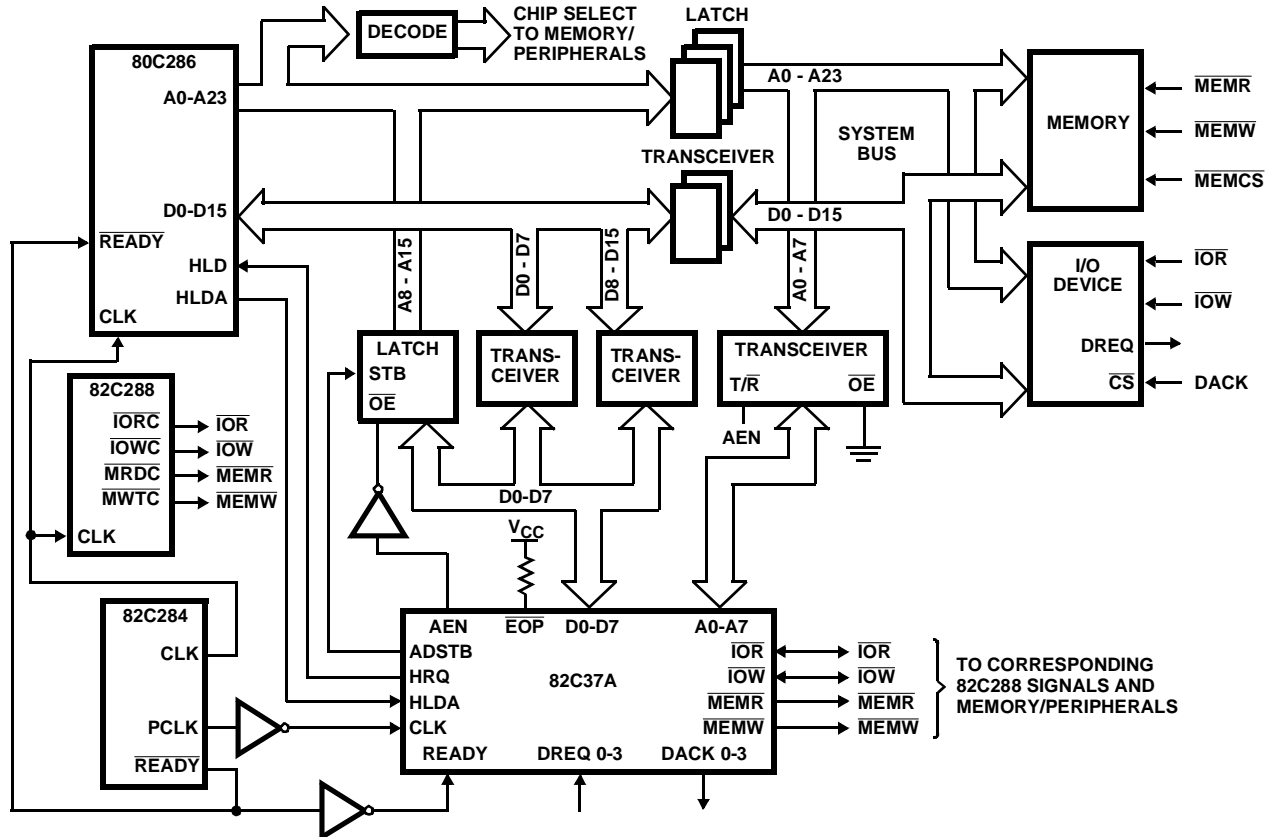 80C286
A0-A23
D0-D15
READY
HLD
HLDA
CLK
DECODE
CHIP SELECT
TO MEMORY/
PERIPHERALS
LATCH
A0 - A23
TRANSCEIVER
SYSTEM
BUS
D0 - D15
MEMORY
MEMR
MEMW
MEMCS
I/O
DEVICE
DREQ
CS
IOR
IOW
DACK
A8 - A15
D0 - D7
D8 - D15
A0 - A7
LATCH
STB
OE
TRANS-
CEIVER
TRANS-
CEIVER
TRANSCEIVER
T/R
OE
AEN
82C288
IORC
IOWC
MRDC
MWTC
CLK
IOR
IOW
MEMR
MEMW
D0-D7
VCC
82C284
CLK
PCLK
READY
AEN
EOP
D0-D7
A0-A7
ADSTB
HRQ
HLDA
CLK
82C37A
IOR
IOW
MEMR
MEMW
READY
DREQ 0-3
DACK 0-3
IOR
IOW
MEMR
MEMW
TO CORRESPONDING
82C288 SIGNALS AND
MEMORY/PERIPHERALS